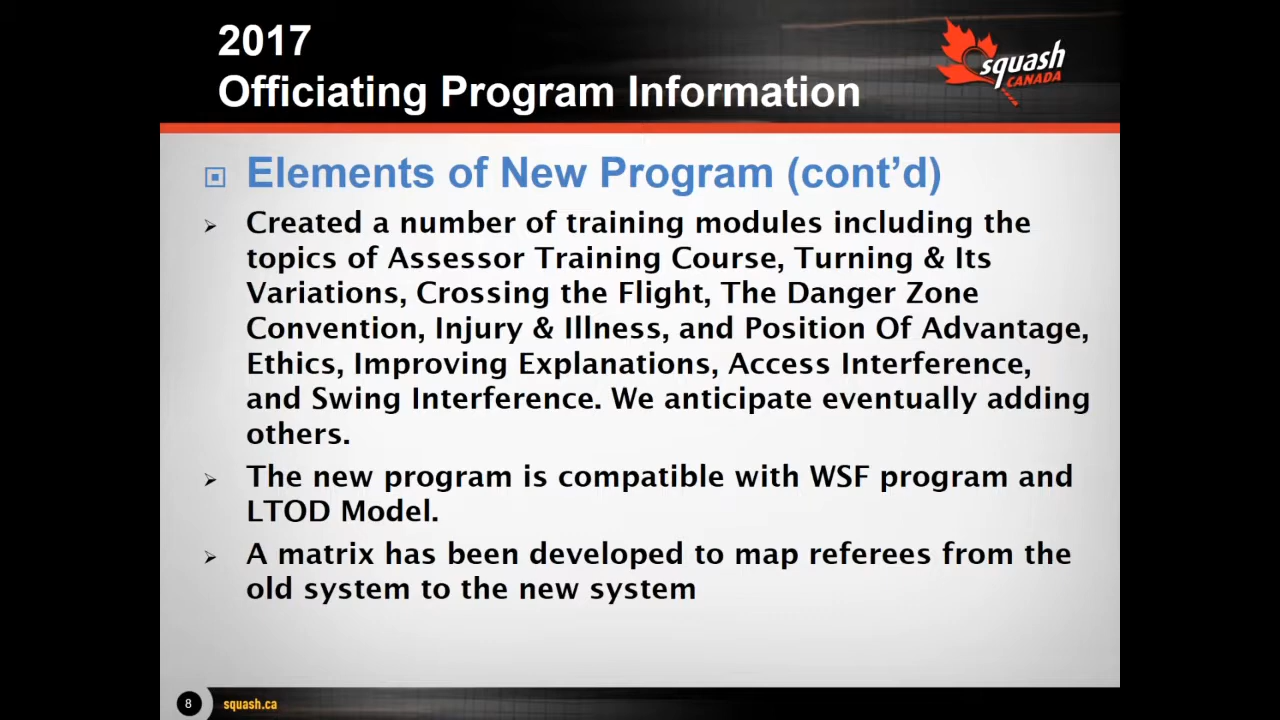 2017
Officiating Program Information
squash
CANADA
Elements of New Program (cont’d)
Created a number of training modules including the
topics of Assessor Training Course, Turning & Its
Variations, Crossing the Flight, The Danger Zone
Convention, Injury & Illness, and Position Of Advantage,
Ethics, Improving Explanations, Access Interference,
and Swing Interference. We anticipate eventually adding
others.
The new program is compatible with WSF program and
LTOD Model.
A matrix has been developed to map referees from the
old system to the new system
8
squash.ca